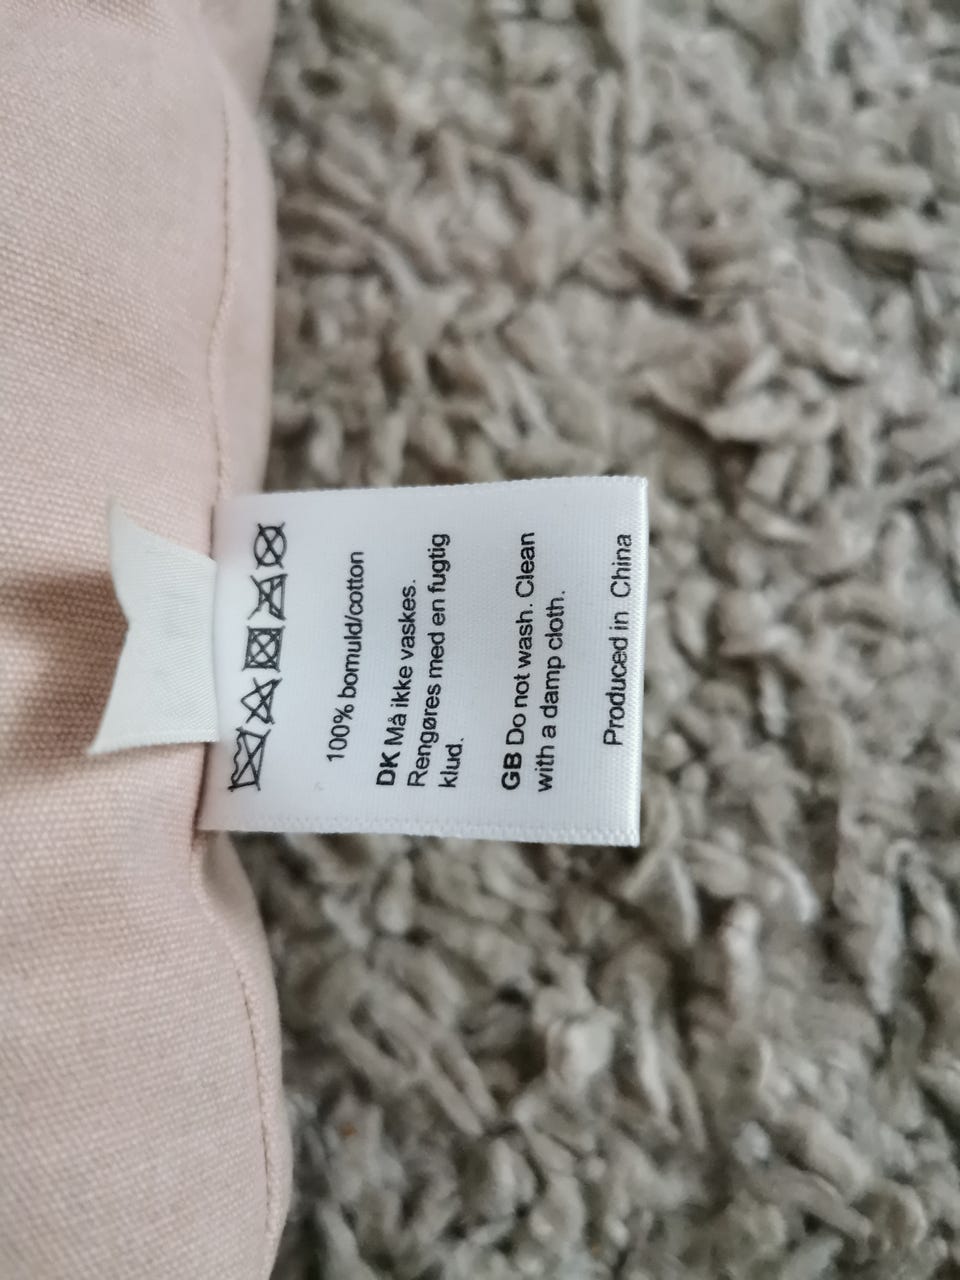 100% bomuld/cotton
DK Må ikke vaskes.
Rengøres med en fugtig
klud.
GB Do not wash. Clean
with a damp cloth.
Produced in China